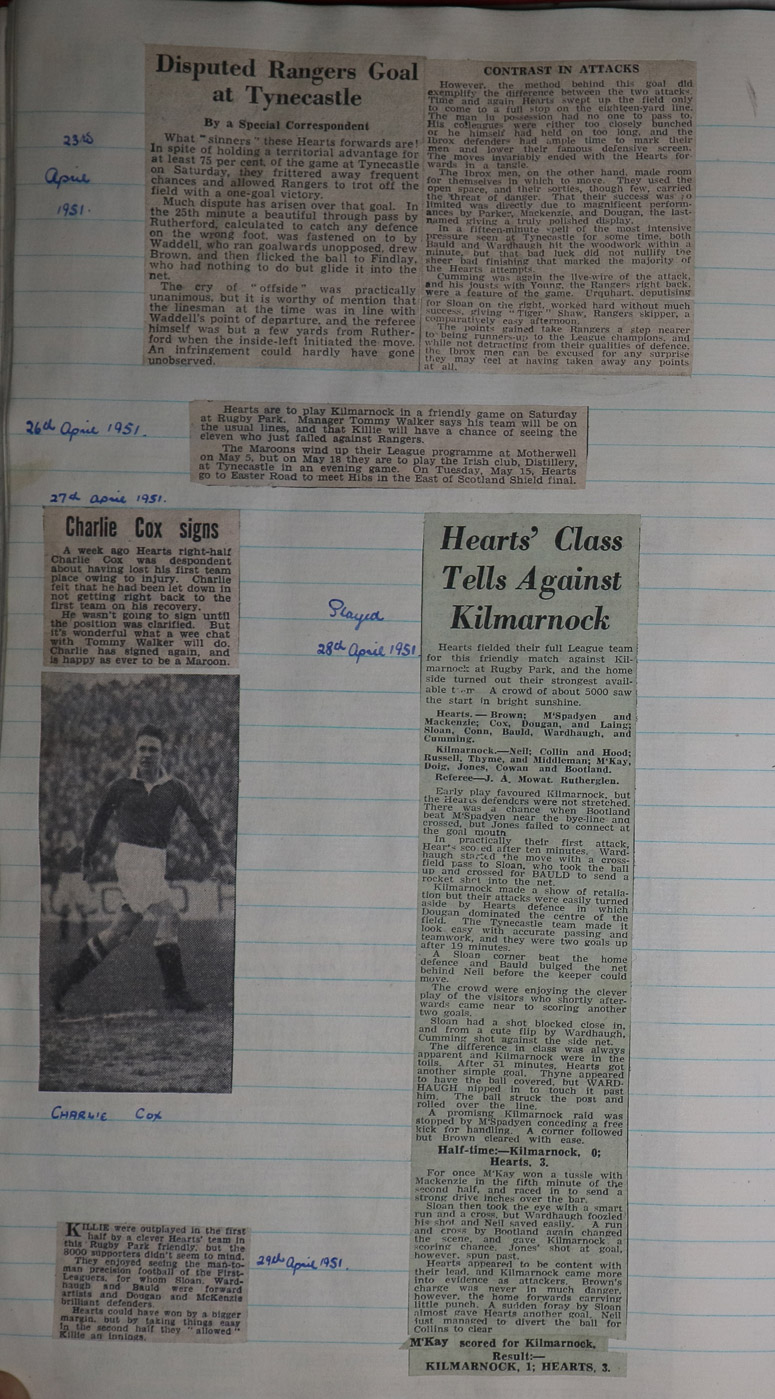 23rd
April
1951.
Disputed Rangers Goal
at Tynecastle
By a Special Correspondent
What "sinners" these Hearts forwards are!
In spite of holding a territorial advantage for
at least 75 per cent. of the game at Tynecastle
on Saturday, they frittered away frequent
chances and allowed Rangers to trot off the
field with a one-goal victory.
Much dispute has arisen over that goal. In
the 25th minute a beautiful through pass by
Rutherford, calculated to catch any defence
on the wrong foot, was fastened on to by
Waddell, who ran goalwards unopposed, drew
Brown, and then flicked the ball to Findlay,
who had nothing to do but glide it into the
net.
The cry of "offside" was practically
unanimous, but it is worthy of mention that
the linesman at the time was in line with
Waddell's point of departure, and the referee
himself was but a few yards from Ruther-
ford when the inside-left initiated the move.
An infringement could hardly have gone
unobserved.
CONTRAST IN ATTACKS
However, the method behind this goal did
exemplify the difference between the two attacks.
Time and again Hearts swept up the field only
to come to a full stop on the eighteen-yard line.
The man in possession had no one to pass to.
His colleagues were either too closely bunched
or he himself had held on too long, and the
Ibrox defenders had ample time to mark their
men and lower their famous defensive screen.
The moves invariably ended with the Hearts for-
wards in a tangle.
The Ibrox men, on the other hand, made room
for themselves in which to move. They used the
open space, and their sorties, though few, carried
the threat of danger. That their success was so
limited was directly due to magnificent perform-
ances by Parker, Mackenzie, and Dougan, the last-
named giving a truly polished display.
In a fifteen-minute spell of the most intensive
pressure seen at Tynecastle for some time, both
Bauld and Wardhaugh hit the woodwork within a
minute, but that bad luck did not nullify the
sheer bad finishing that marked the majority of
the Hearts attempts.
Cumming was again the live-wire of the attack,
and his jousts with Young, the Rangers right back,
were a feature of the game. Urquhart, deputising
for Sloan on the right, worked hard without much
success, giving "Tiger" Shaw, Rangers skipper, a
comparatively easy afternoon.
The points gained take Rangers a step nearer
to being runners-up to the League champions, and
while not detracting from their qualities of defence,
the Ibrox men can be excused for any surprise
they may feel at having taken away any points
at all.
26th April 1951.
Hearts are to play Kilmarnock in a friendly game on Saturday
at Rugby Park. Manager Tommy Walker says his team will be on
the usual lines, and that Killie will have a chance of seeing the
eleven who just failed against Rangers.
The Maroons wind up their League programme at Motherwell
on May 5, but on May 18 they are to play the Irish club, Distillery,
at Tynecastle in an evening game. On Tuesday, May 15, Hearts
go to Easter Road to meet Hibs in the East of Scotland Shield final.
27th April 1951.
Charlie Cox signs
A week ago Hearts right-half
Charlie Cox was despondent
about having lost his first team
place owing to injury. Charlie
felt that he had been let down in
not getting right back to the
first team on his recovery.
He wasn't going to sign until
the position was clarified. But
it's wonderful what a wee chat
with Tommy Walker will do.
Charlie has signed again, and
is happy as ever to be a Maroon.
CHARLIE COX
Played
28th April 1951
Hearts' Class
Tells Against
Kilmarnock
Hearts fielded their full League team
for this friendly match against Kil-
marnock at Rugby Park, and the home
side turned out their strongest avail-
able A crowd of about 5000 saw
the start in bright sunshine.
Hearts.— Brown; M'Spadyen and
Mackenzie; Cox, Dougan, and Laing;
Sloan, Conn, Bauld, Wardhaugh, and
Cumming.
Kilmarnock.—Neil; Collin and Hood;
Russell, Thyne, and Middleman; M'Kay,
Doig, Jones, Cowan and Bootland.
Referee—J. A. Mowat, Rutherglen.
Early play favoured Kilmarnock, but
the Hearts defenders were not stretched.
There was a chance when Bootland
beat M'Spadyen near the bye-line and
crossed, but Jones failed to connect at
the goal mouth
In practically their first attack,
Hearts scored after ten minutes. Ward-
haugh started the move with a cross-
field pass to Sloan, who took the ball
up and crossed for BAULD to send a
rocket shot into the net.
Kilmarnock made a show of retalia-
tion but their attacks were easily turned
aside by Hearts defence in which
Dougan dominated the centre of the
field. The Tynecastle team made it
look easy with accurate passing and
teamwork, and they were two goals up
after 19 minutes.
A Sloan corner beat the home
defence and Bauld bulged the net
behind Neil before the keeper could
move.
The crowd were enjoying the clever
play of the visitors who shortly after-
wards came near to scoring another
two goals.
Sloan had a shot blocked close in,
and from a cute flip by Wardhaugh,
Cumming shot against the side net.
The difference in class was always
apparent and Kilmarnock were in the
toils. After 31 minutes, Hearts got
another simple goal. Thyne appeared
to have the ball covered, but WARD-
HAUGH nipped in to touch it past
him. The ball struck the post and
rolled over the line.
A promisng Kilmarnock raid was
stopped by M'Spadyen conceding a free
kick for handling. A corner followed
but Brown cleared with ease.
Half-time:—Kilmarnock, 0;
Hearts, 3.
For once M'Kay won a tussle with
Mackenzie in the fifth minute of the
second half, and raced in to send a
strong drive inches over the bar.
Sloan then took the eye with a smart
run and a cross, but Wardhaugh foozled
his shot and Neil saved easily. A run
and cross by Bootland again changed
the scene, and gave Kilmarnock a
scoring chance. Jones' shot at goal,
however, spun past.
Hearts appeared to be content with
their lead, and Kilmarnock came more
into evidence as attackers. Brown's
charge was never in much danger,
however, the home forwards carrying
little punch. A sudden foray by Sloan
almost gave Hearts another goal. Neil
just managed to divert the ball for
Collins to clear
M'Kay scored for Kilmarnock,
Result:—
KILMARNOCK, 1; HEARTS, 3.
KILLIE were outplayed in the first
half by a clever Hearts' team in
this Rugby Park friendly, but the
8000 supporters didn't seem to mind.
They enjoyed seeing the man-to-
man precision football of the First-
Leaguers, for whom Sloan, Ward-
haugh and Bauld were forward
artists and Dougan and McKenzie
brilliant defenders.
Hearts could have won by a bigger
margin, but by taking things easy
in the second half they "allowed"
Killie an innings.
29th April 1951.